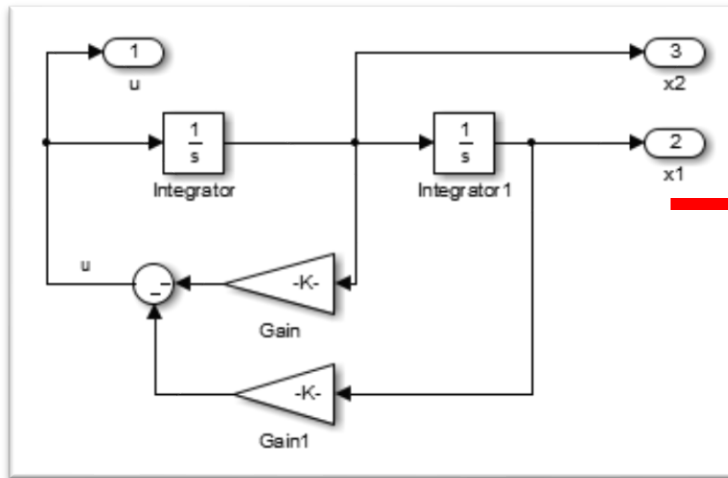 1
u
3
x2
1
s
Integrator
1
s
Integrator1
2
x1
u
-K-
Gain
-K-
Gain1